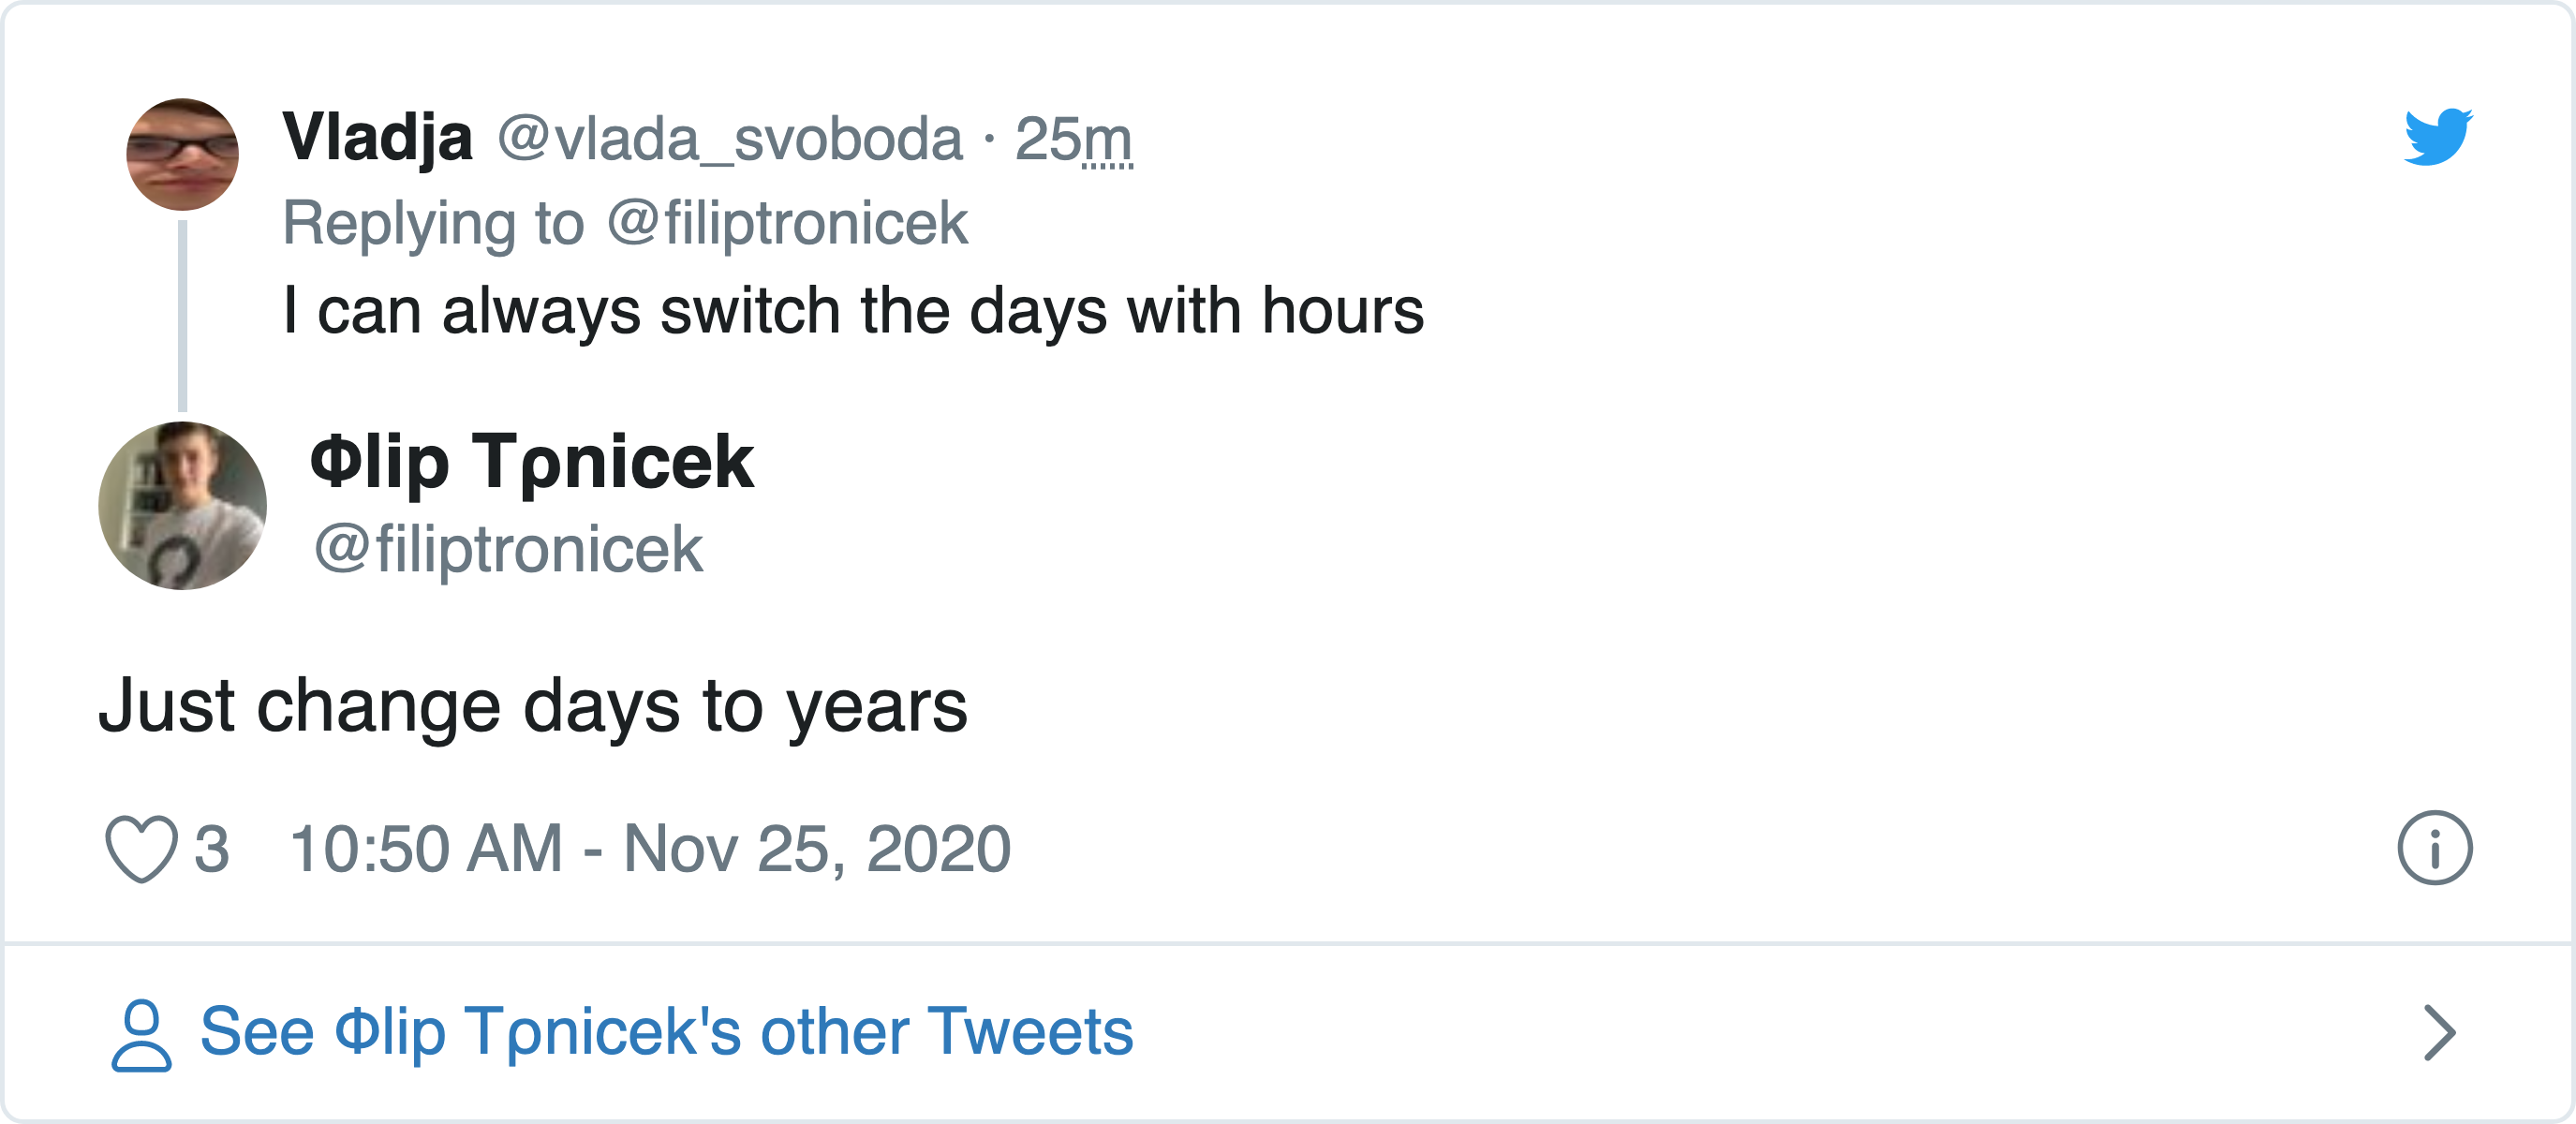 Vladja @vlada_svoboda · 25m
Replying to @filiptronicek
I can always switch the days with hours
Φlip Tρnicek
@filiptronicek
Just change days to years
3 10:50 AM - Nov 25, 2020
See Φlip Tρnicek's other Tweets